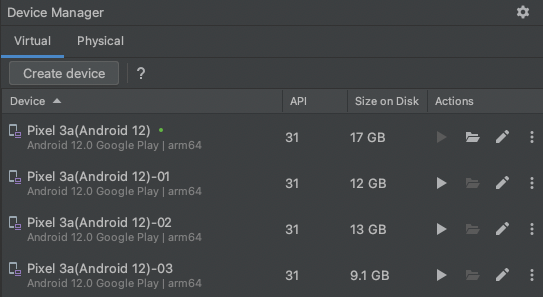 Device Manager
Virtual Physical
Create device ?
Device API Size on Disk Actions
Pixel 3a(Android 12) 31 17 GB
Android 12.0 Google Play | arm64
Pixel 3a(Android 12)-01 31 12 GB
Android 12.0 Google Play | arm64
Pixel 3a(Android 12)-02 31 13 GB
Android 12.0 Google Play | arm64
Pixel 3a(Android 12)-03 31 9.1 GB
Android 12.0 Google Play | arm64